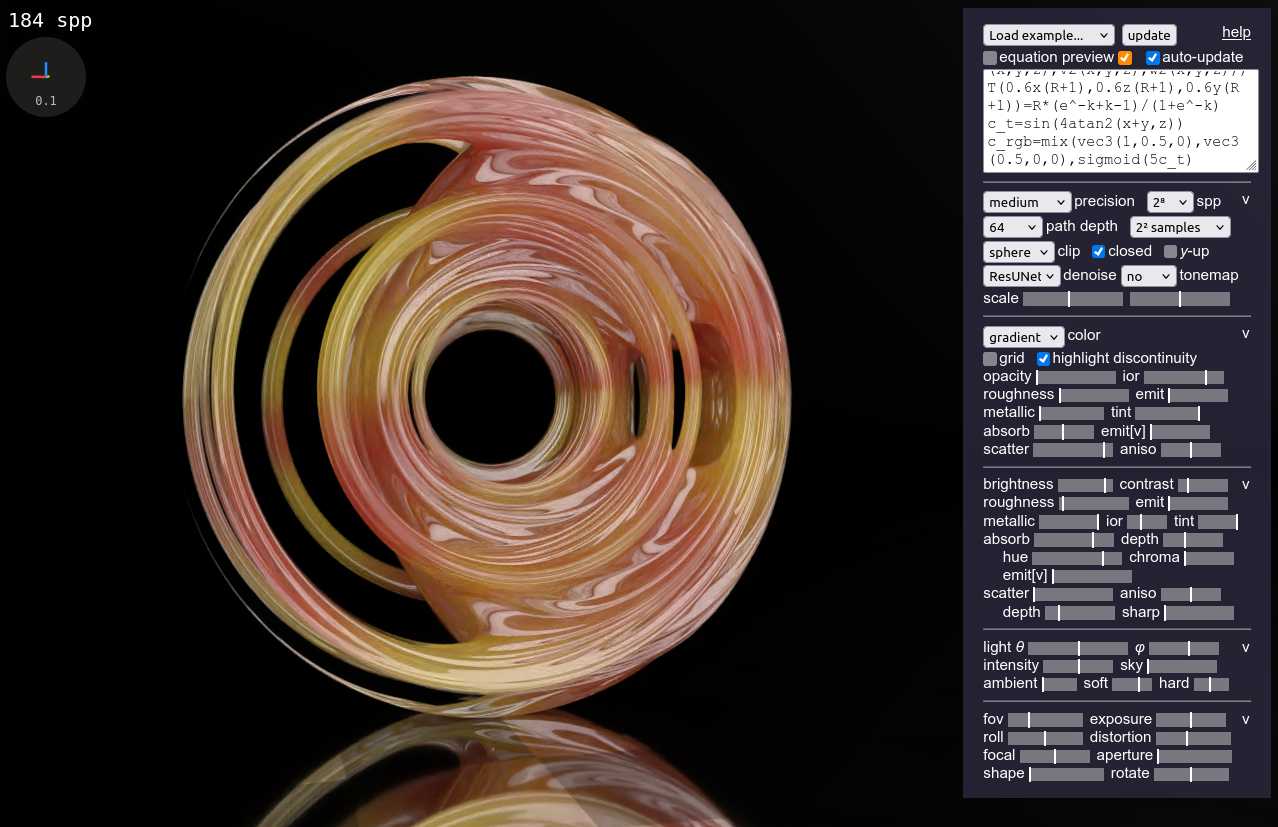 184 spp
0.1
Load example... update help
equation preview auto-update
(x,y,z),v2(x,y,z),w2(x,y,z)))
T(0.6x(R+1),0.6z(R+1),0.6y(R
+1))=R*(e^-k+k-1)/(1+e^-k)
c_t=sin(4atan2(x+y,z))
c_rgb=mix(vec3(1,0.5,0),vec3
(0.5,0,0),sigmoid(5c_t)
medium precision 2⁸ spp v
64 path depth 2² samples
sphere clip closed y-up
ResUNet denoise no tonemap
scale
gradient color v
grid highlight discontinuity
opacity ior
roughness emit
metallic tint
absorb emit[v]
scatter aniso
brightness contrast v
roughness emit
metallic ior tint
absorb depth
hue chroma
emit[v]
scatter aniso
depth sharp
light θ φ v
intensity sky
ambient soft hard
fov exposure v
roll distortion
focal aperture
shape rotate